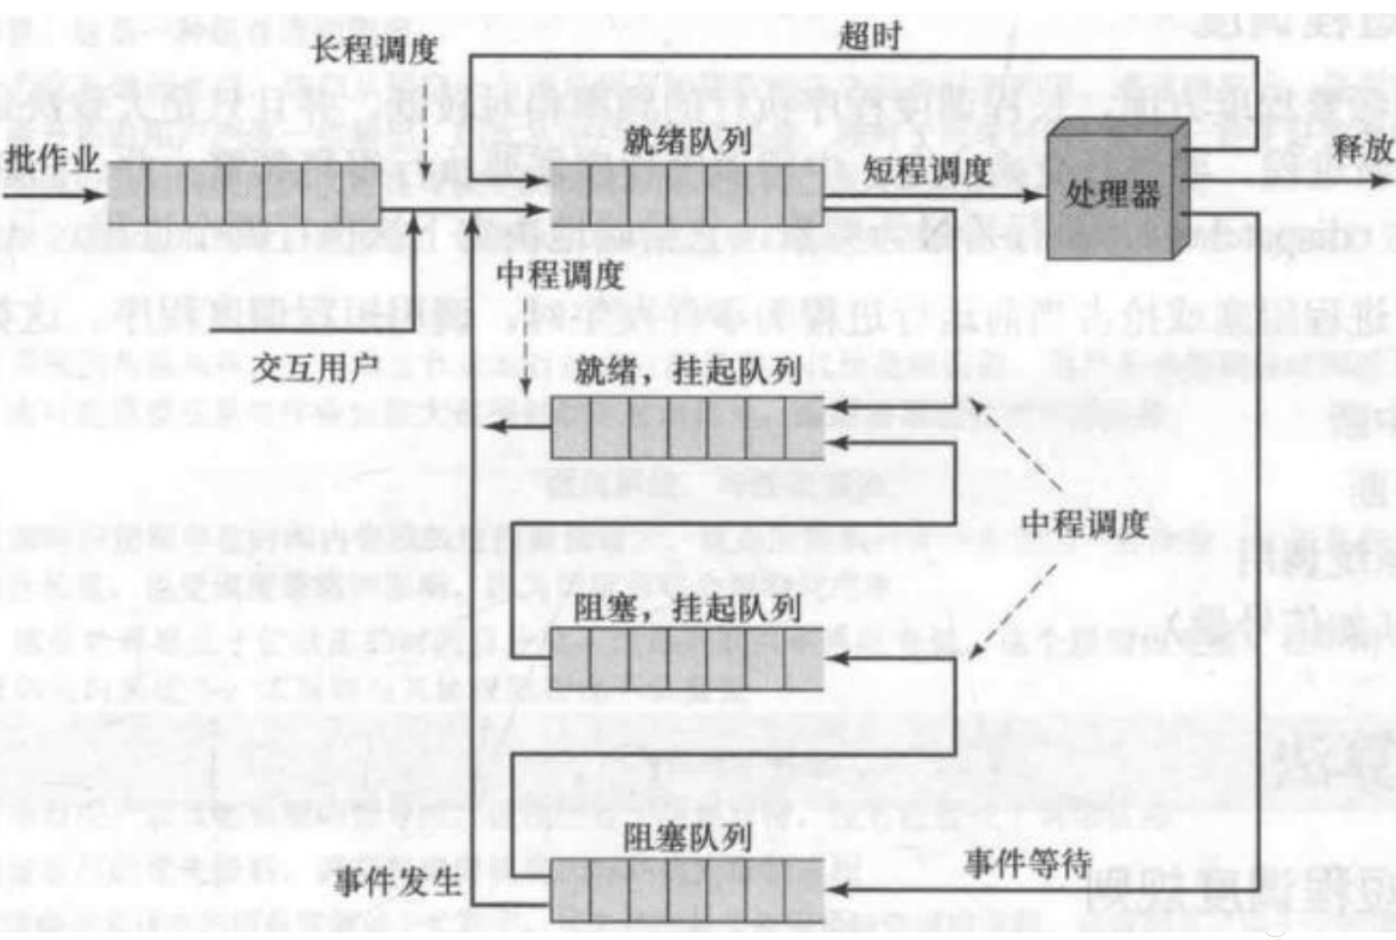 长程调度
超时
批作业
就绪队列
短程调度
处理器
释放
中程调度
交互用户
就绪，挂起队列
中程调度
阻塞，挂起队列
阻塞队列
事件发生
事件等待